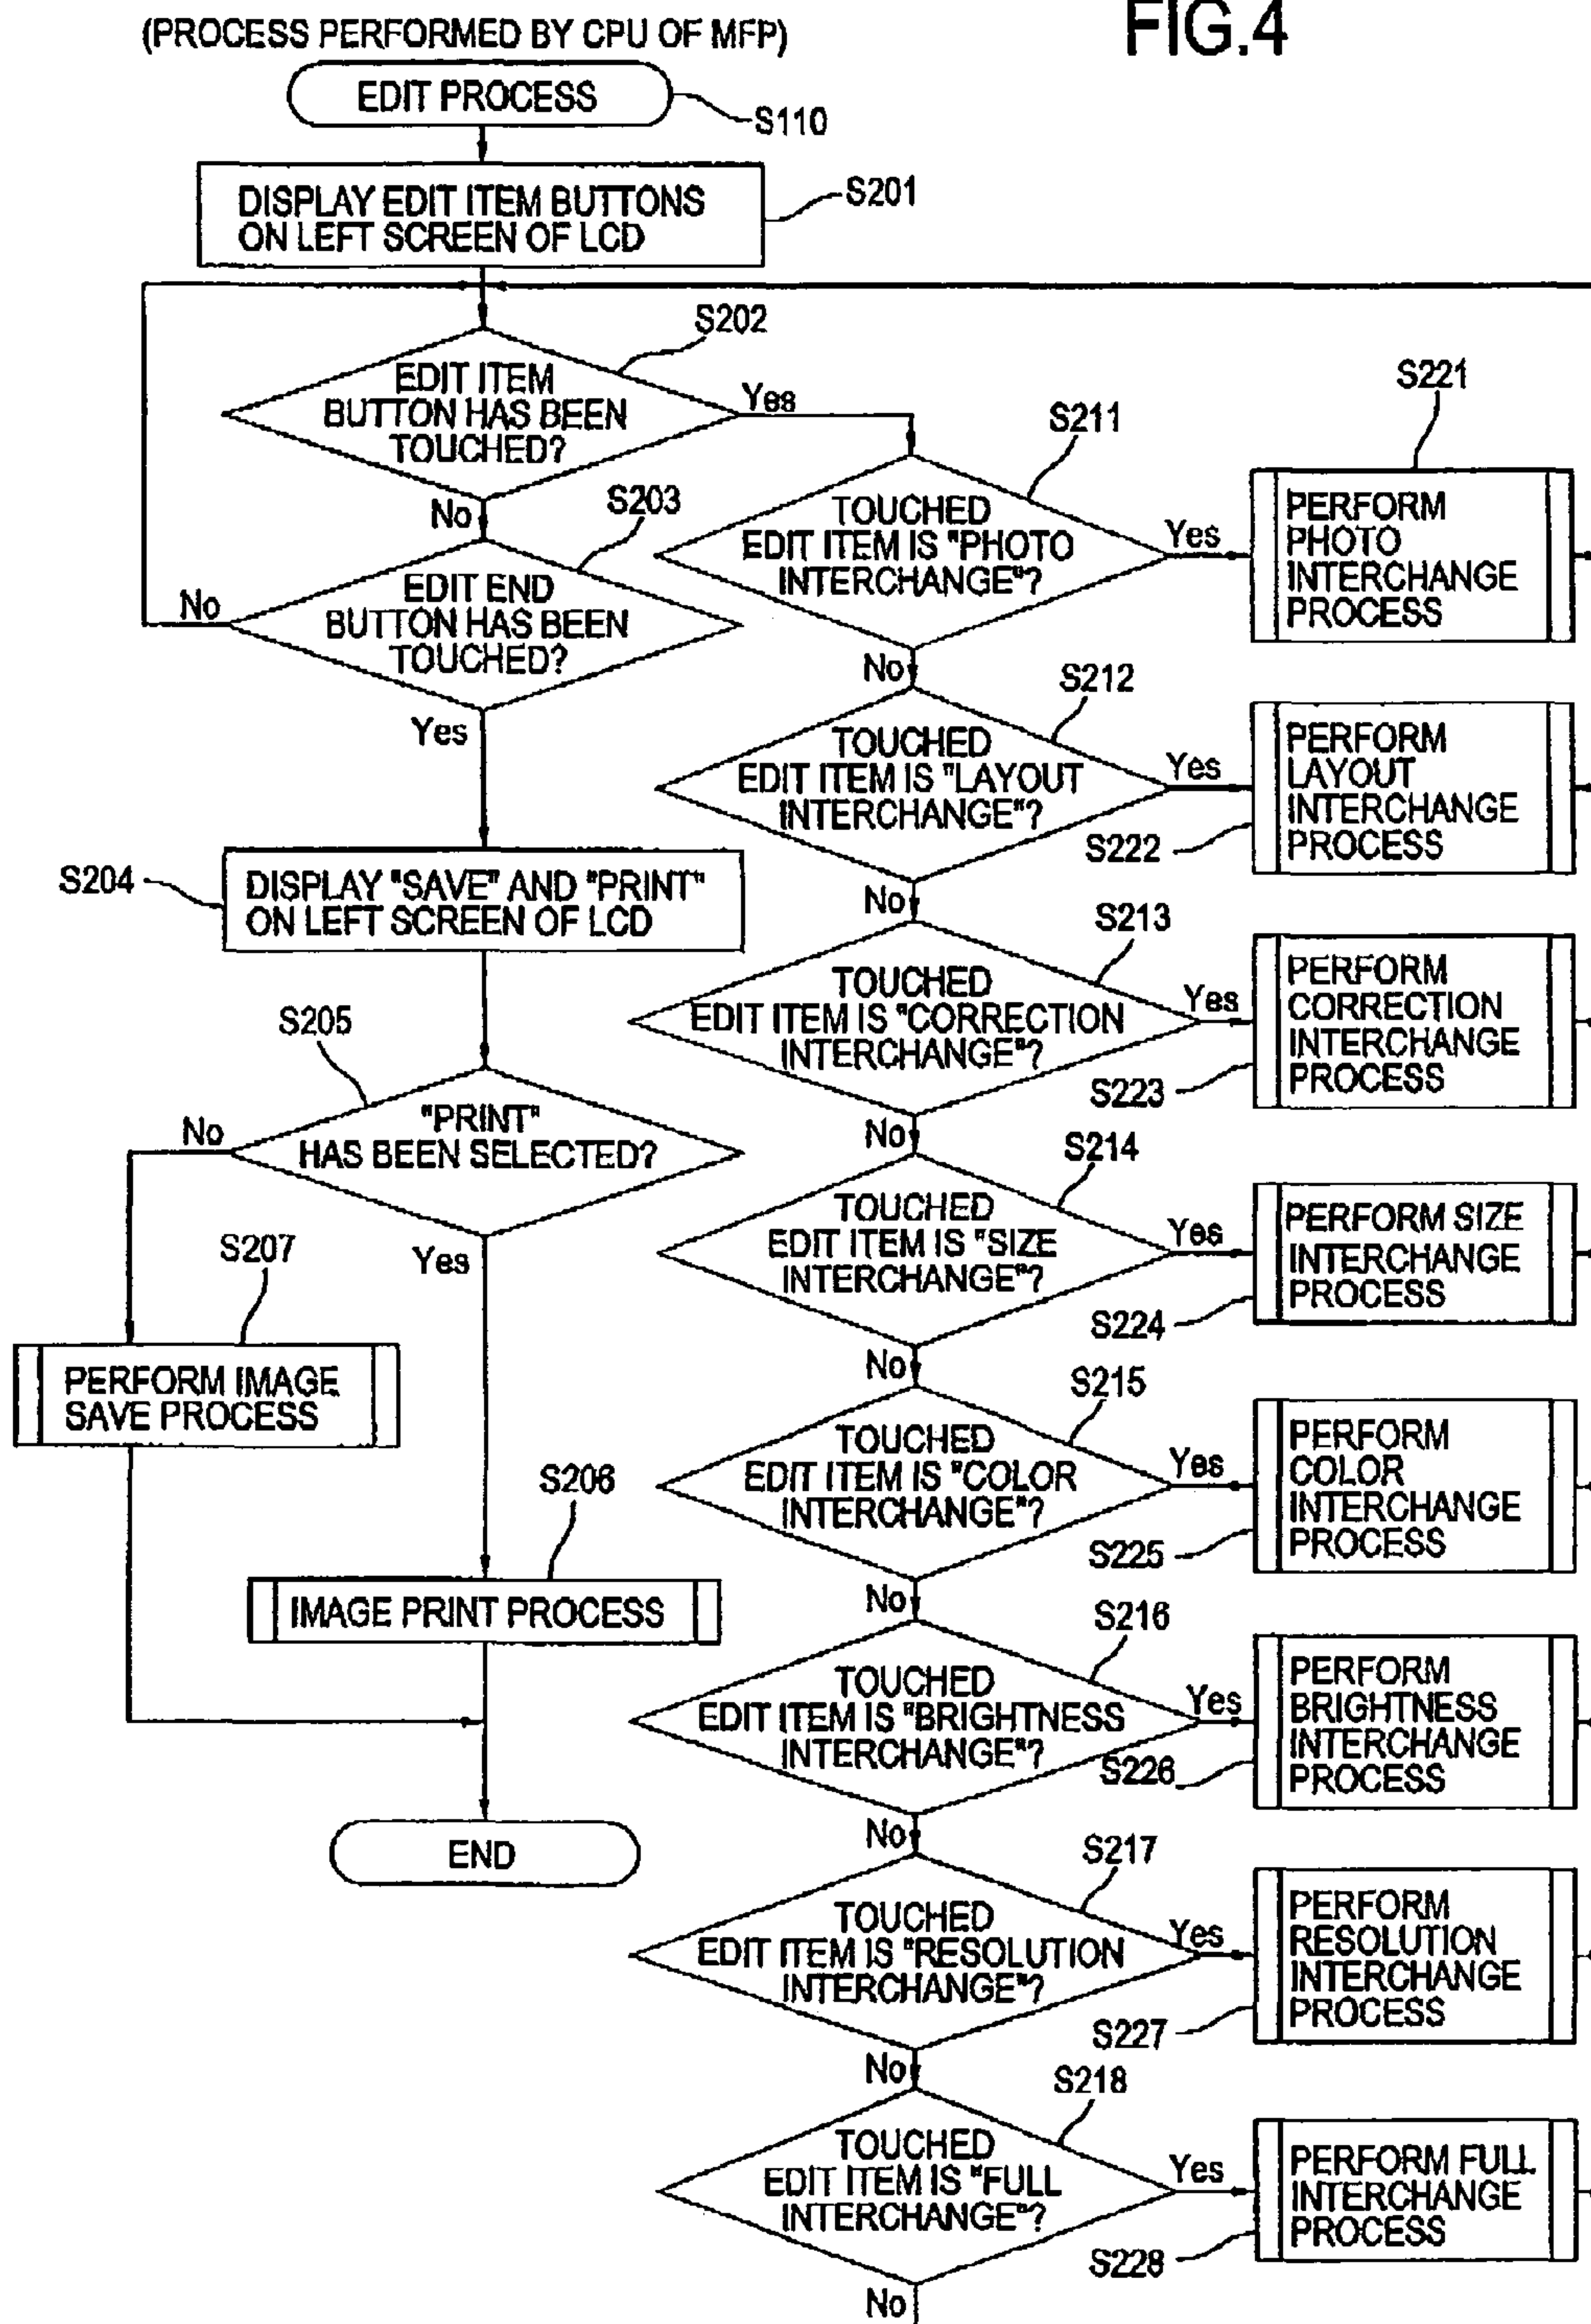 (PROCESS PERFORMED BY CPU OF MFP)
FIG.4
EDIT PROCESS
S110
DISPLAY EDIT ITEM BUTTONS
ON LEFT SCREEN OF LCD
S201
S202
EDIT ITEM
BUTTON HAS BEEN
TOUCHED?
Yes
No
S203
EDIT END
BUTTON HAS BEEN
TOUCHED?
No
Yes
S204
DISPLAY "SAVE" AND "PRINT"
ON LEFT SCREEN OF LCD
S205
"PRINT"
HAS BEEN SELECTED?
No
Yes
S207
PERFORM IMAGE
SAVE PROCESS
S206
IMAGE PRINT PROCESS
END
S211
TOUCHED
EDIT ITEM IS "PHOTO
INTERCHANGE"?
Yes
No
S221
PERFORM
PHOTO
INTERCHANGE
PROCESS
S212
TOUCHED
EDIT ITEM IS "LAYOUT
INTERCHANGE"?
Yes
No
S222
PERFORM
LAYOUT
INTERCHANGE
PROCESS
S213
TOUCHED
EDIT ITEM IS "CORRECTION
INTERCHANGE"?
Yes
No
S223
PERFORM
CORRECTION
INTERCHANGE
PROCESS
S214
TOUCHED
EDIT ITEM IS "SIZE
INTERCHANGE"?
Yes
No
S224
PERFORM SIZE
INTERCHANGE
PROCESS
S215
TOUCHED
EDIT ITEM IS "COLOR
INTERCHANGE"?
Yes
No
S225
PERFORM
COLOR
INTERCHANGE
PROCESS
S216
TOUCHED
EDIT ITEM IS "BRIGHTNESS
INTERCHANGE"?
Yes
No
S226
PERFORM
BRIGHTNESS
INTERCHANGE
PROCESS
S217
TOUCHED
EDIT ITEM IS "RESOLUTION
INTERCHANGE"?
Yes
No
S227
PERFORM
RESOLUTION
INTERCHANGE
PROCESS
S218
TOUCHED
EDIT ITEM IS "FULL
INTERCHANGE"?
Yes
No
S228
PERFORM FULL
INTERCHANGE
PROCESS